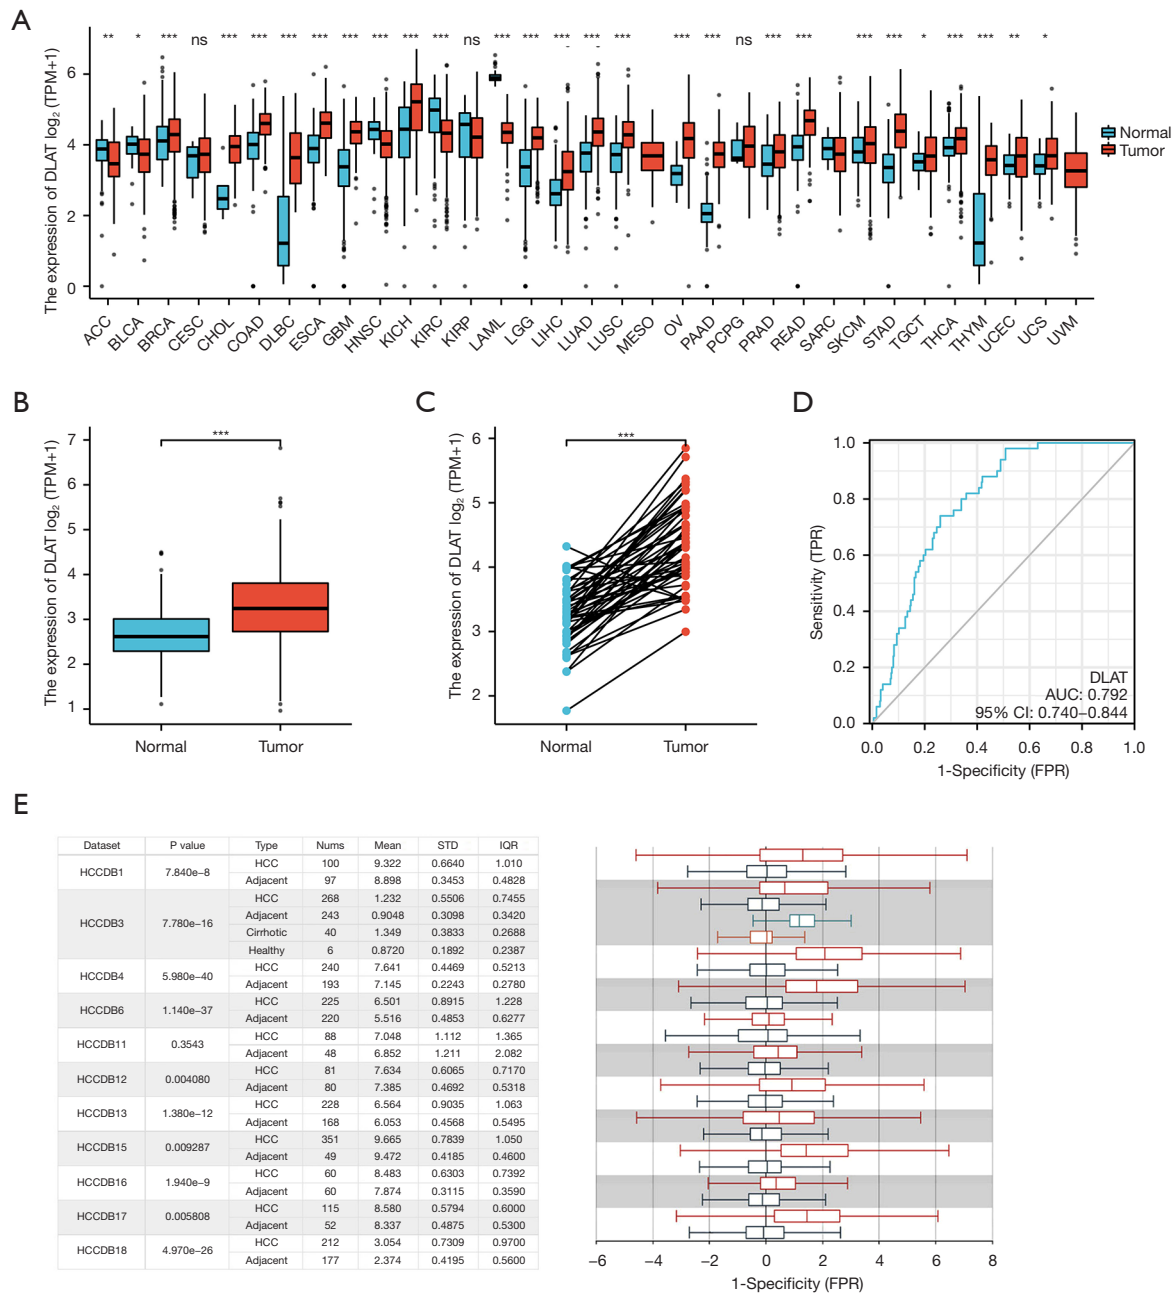 A
The expression of DLAT log2 (TPM+1)
6
4
2
0
** * *** ns *** *** *** *** *** *** *** *** ns *** *** *** *** *** *** *** ns *** *** *** *** * *** *** ** *
Normal
Tumor
ACC BLCA BRCA CESC CHOL COAD DLBC ESCA GBM HNSC KICH KIRC KIRP LAML LGG LIHC LUAD LUSC MESO OV PAAD PCPG PRAD READ SARC SKCM STAD TGCT THCA THYM UCEC UCS UVM
B
The expression of DLAT log2 (TPM+1)
7
6
5
4
3
2
1
***
Normal Tumor
C
The expression of DLAT log2 (TPM+1)
6
5
4
3
2
***
Normal Tumor
D
Sensitivity (TPR)
1.0
0.8
0.6
0.4
0.2
0.0
DLAT
AUC: 0.792
95% CI: 0.740–0.844
0.0 0.2 0.4 0.6 0.8 1.0
1-Specificity (FPR)
E
Dataset P value Type Nums Mean STD IQR
HCCDB1 7.840e−8 HCC 100 9.322 0.6640 1.010
Adjacent 97 8.898 0.3453 0.4828
HCCDB3 7.780e−16 HCC 268 1.232 0.5506 0.7455
Adjacent 243 0.9048 0.3098 0.3420
Cirrhotic 40 1.349 0.3833 0.2688
Healthy 6 0.8720 0.1892 0.2387
HCCDB4 5.980e−40 HCC 240 7.641 0.4469 0.5213
Adjacent 193 7.145 0.2243 0.2780
HCCDB6 1.140e−37 HCC 225 6.501 0.8915 1.228
Adjacent 220 5.516 0.4853 0.6277
HCCDB11 0.3543 HCC 88 7.048 1.112 1.365
Adjacent 48 6.852 1.211 2.082
HCCDB12 0.004080 HCC 81 7.634 0.6065 0.7170
Adjacent 80 7.385 0.4692 0.5318
HCCDB13 1.380e−12 HCC 228 6.564 0.9035 1.063
Adjacent 168 6.053 0.4568 0.5495
HCCDB15 0.009287 HCC 351 9.665 0.7839 1.050
Adjacent 49 9.472 0.4185 0.4600
HCCDB16 1.940e−9 HCC 60 8.483 0.6303 0.7392
Adjacent 60 7.874 0.3115 0.3590
HCCDB17 0.005808 HCC 115 8.580 0.5794 0.6000
Adjacent 52 8.337 0.4875 0.5300
HCCDB18 4.970e−26 HCC 212 3.054 0.7309 0.9700
Adjacent 177 2.374 0.4195 0.5600
−6 −4 −2 0 2 4 6 8
1-Specificity (FPR)